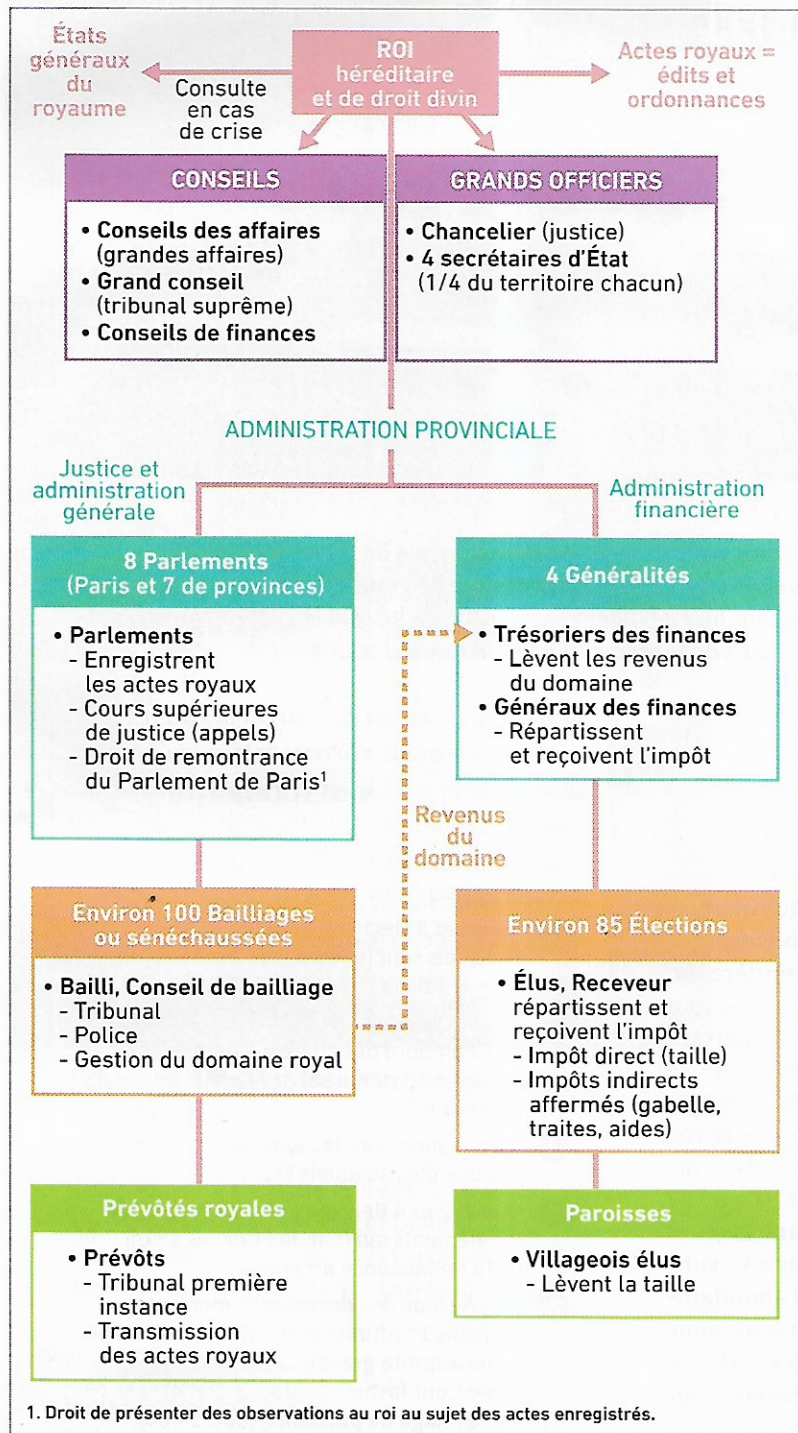 États
généraux
du
royaume
Consulte
en cas
de crise
ROI
héréditaire
et de droit divin
Actes royaux =
édits et
ordonnances
CONSEILS
• Conseils des affaires
(grandes affaires)
• Grand conseil
(tribunal suprême)
• Conseils de finances
GRANDS OFFICIERS
• Chancelier (justice)
• 4 secrétaires d'État
(1/4 du territoire chacun)
ADMINISTRATION PROVINCIALE
Justice et
administration
générale
Administration
financière
8 Parlements
(Paris et 7 de provinces)
• Parlements
- Enregistrent
les actes royaux
- Cours supérieures
de justice (appels)
- Droit de remontrance
du Parlement de Paris¹
4 Généralités
• Trésoriers des finances
- Lèvent les revenus
du domaine
• Généraux des finances
- Répartissent
et reçoivent l'impôt
Revenus
du
domaine
Environ 100 Bailliages
ou sénéchaussées
• Bailli, Conseil de bailliage
- Tribunal
- Police
- Gestion du domaine royal
Environ 85 Élections
• Élus, Receveur
répartissent et
reçoivent l'impôt
- Impôt direct (taille)
- Impôts indirects
affermés (gabelle,
traites, aides)
Prévôtés royales
• Prévôts
- Tribunal première
instance
- Transmission
des actes royaux
Paroisses
• Villageois élus
- Lèvent la taille
1. Droit de présenter des observations au roi au sujet des actes enregistrés.